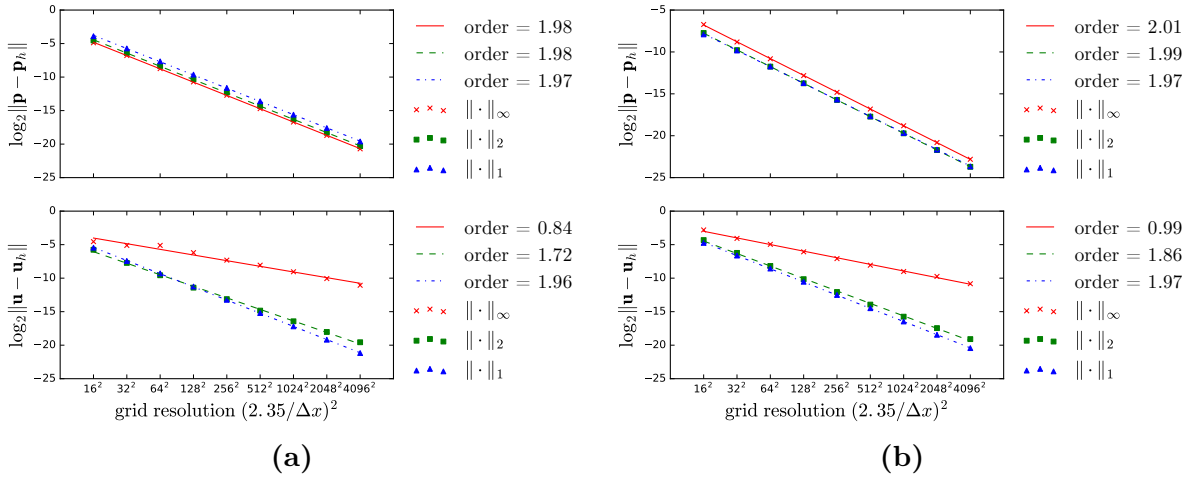 0
−5
−10
−15
−20
−25
log₂‖p − pₕ‖
order = 1.98
order = 1.98
order = 1.97
‖ · ‖∞
‖ · ‖₂
‖ · ‖₁
0
−5
−10
−15
−20
−25
log₂‖u − uₕ‖
16² 32² 64² 128² 256² 512² 1024² 2048² 4096²
grid resolution (2.35/Δx)²
order = 0.84
order = 1.72
order = 1.96
‖ · ‖∞
‖ · ‖₂
‖ · ‖₁
(a)
−5
−10
−15
−20
−25
log₂‖p − pₕ‖
order = 2.01
order = 1.99
order = 1.97
‖ · ‖∞
‖ · ‖₂
‖ · ‖₁
0
−5
−10
−15
−20
−25
log₂‖u − uₕ‖
16² 32² 64² 128² 256² 512² 1024² 2048² 4096²
grid resolution (2.35/Δx)²
order = 0.99
order = 1.86
order = 1.97
‖ · ‖∞
‖ · ‖₂
‖ · ‖₁
(b)